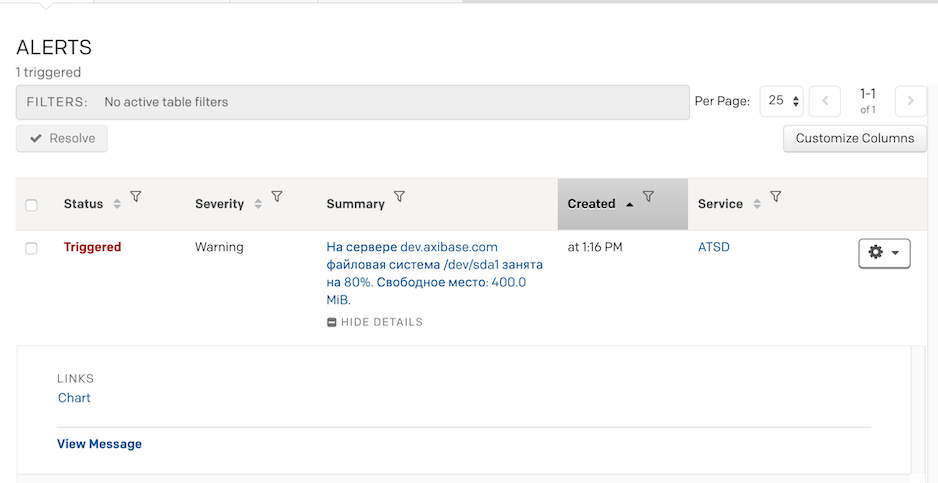 ALERTS
1 triggered
FILTERS: No active table filters
Per Page: 25
1-1
of 1
Resolve
Customize Columns
Status Severity Summary Created Service
Triggered Warning
На сервере dev.axibase.com
файловая система /dev/sda1 занята
на 80%. Свободное место: 400.0
MiB.
at 1:16 PM ATSD
HIDE DETAILS
LINKS
Chart
View Message